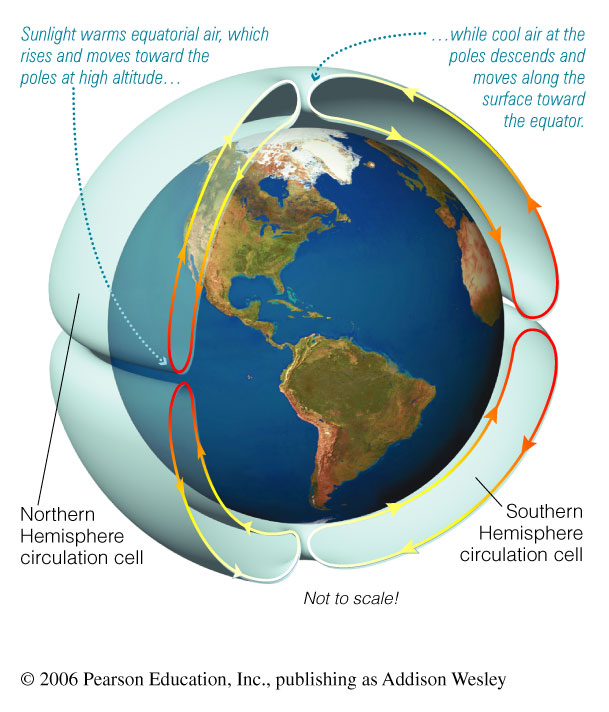 Sunlight warms equatorial air, which
rises and moves toward the
poles at high altitude…
…while cool air at the
poles descends and
moves along the
surface toward
the equator.
Northern
Hemisphere
circulation cell
Southern
Hemisphere
circulation cell
Not to scale!
© 2006 Pearson Education, Inc., publishing as Addison Wesley